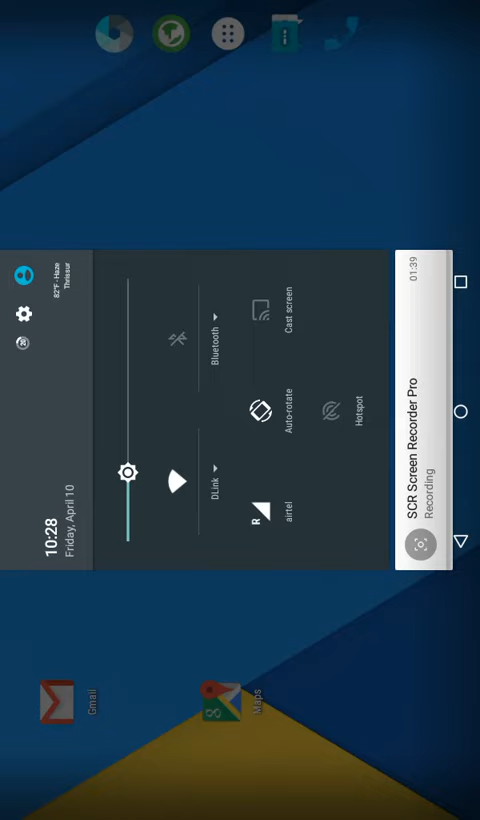 10:28
Friday, April 10
82°F - Haze
Thrissur
DLink
Bluetooth
airtel
R
Auto-rotate
Cast screen
Hotspot
SCR Screen Recorder Pro
01:39
Recording
Gmail
Maps